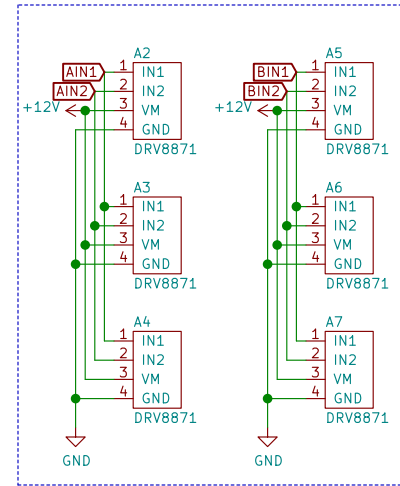 A2
AIN1 1 IN1
AIN2 2 IN2
+12V 3 VM
4 GND
DRV8871
A3
1 IN1
2 IN2
3 VM
4 GND
DRV8871
A4
1 IN1
2 IN2
3 VM
4 GND
DRV8871
GND
A5
BIN1 1 IN1
BIN2 2 IN2
+12V 3 VM
4 GND
DRV8871
A6
1 IN1
2 IN2
3 VM
4 GND
DRV8871
A7
1 IN1
2 IN2
3 VM
4 GND
DRV8871
GND